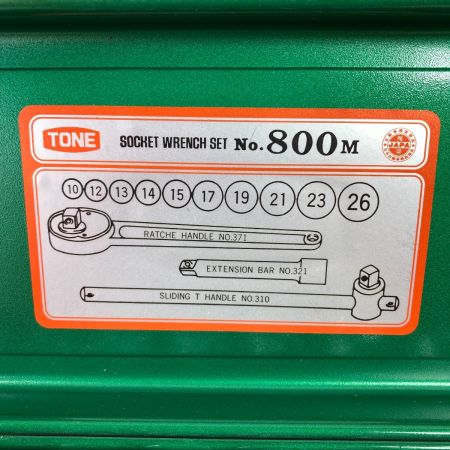 TONE SOCKET WRENCH SET No. 800M
JAPAN
10 12 13 14 15 17 19 21 23 26
RATCHE HANDLE NO.371
EXTENSION BAR NO.321
SLIDING T HANDLE NO.310